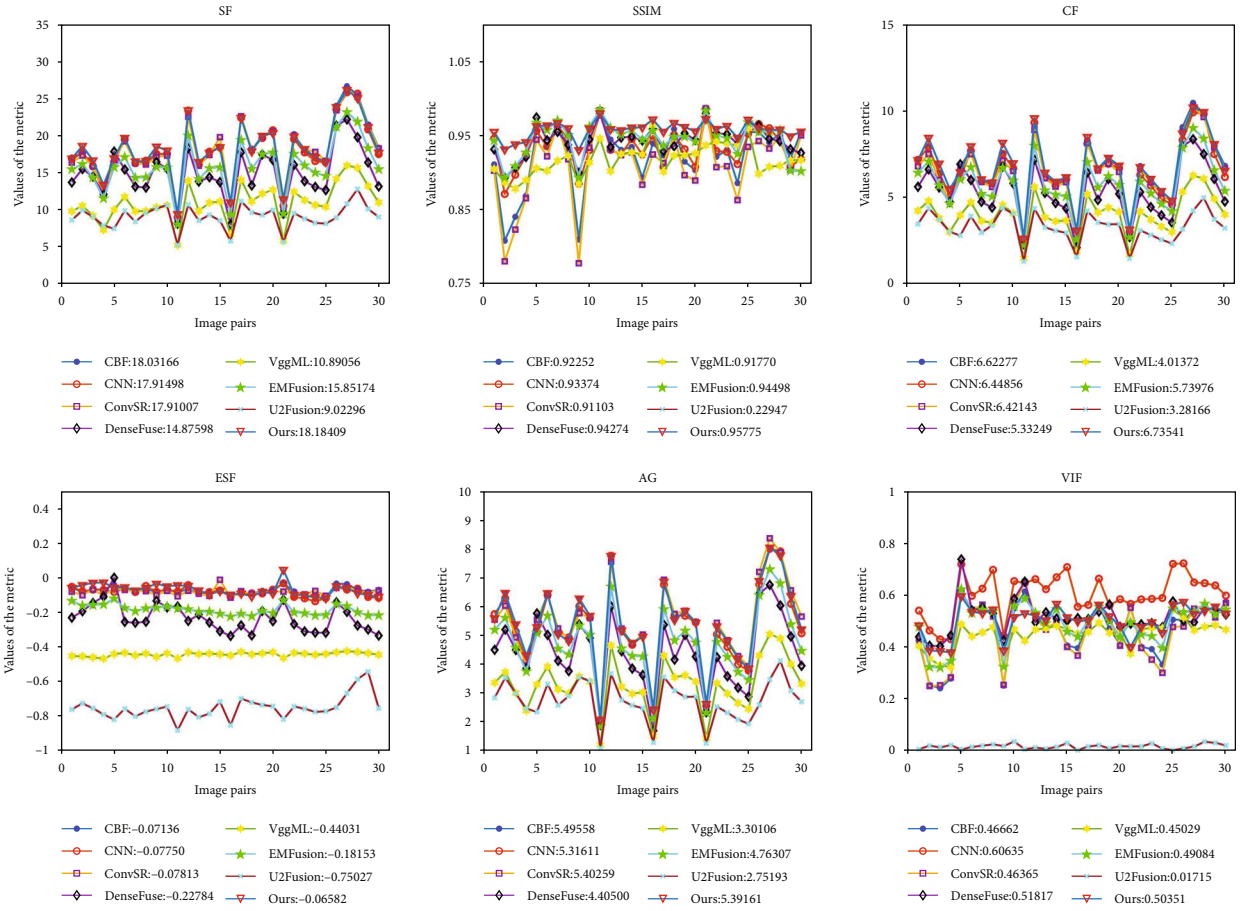 SF
Values of the metric
35
30
25
20
15
10
5
0
0 5 10 15 20 25 30
Image pairs
CBF:18.03166
CNN:17.91498
ConvSR:17.91007
DenseFuse:14.87598
VggML:10.89056
EMFusion:15.85174
U2Fusion:9.02296
Ours:18.18409
SSIM
Values of the metric
1.05
0.95
0.85
0.75
0 5 10 15 20 25 30
Image pairs
CBF:0.92252
CNN:0.93374
ConvSR:0.91103
DenseFuse:0.94274
VggML:0.91770
EMFusion:0.94498
U2Fusion:0.22947
Ours:0.95775
CF
Values of the metric
15
10
5
0
0 5 10 15 20 25 30
Image pairs
CBF:6.62277
CNN:6.44856
ConvSR:6.42143
DenseFuse:5.33249
VggML:4.01372
EMFusion:5.73976
U2Fusion:3.28166
Ours:6.73541
ESF
Values of the metric
0.4
0.2
0
−0.2
−0.4
−0.6
−0.8
−1
0 5 10 15 20 25 30
Image pairs
CBF:−0.07136
CNN:−0.07750
ConvSR:−0.07813
DenseFuse:−0.22784
VggML:−0.44031
EMFusion:−0.18153
U2Fusion:−0.75027
Ours:−0.06582
AG
Values of the metric
10
9
8
7
6
5
4
3
2
1
0 5 10 15 20 25 30
Image pairs
CBF:5.49558
CNN:5.31611
ConvSR:5.40259
DenseFuse:4.40500
VggML:3.30106
EMFusion:4.76307
U2Fusion:2.75193
Ours:5.39161
VIF
Values of the metric
1
0.8
0.6
0.4
0.2
0
0 5 10 15 20 25 30
Image pairs
CBF:0.46662
CNN:0.60635
ConvSR:0.46365
DenseFuse:0.51817
VggML:0.45029
EMFusion:0.49084
U2Fusion:0.01715
Ours:0.50351